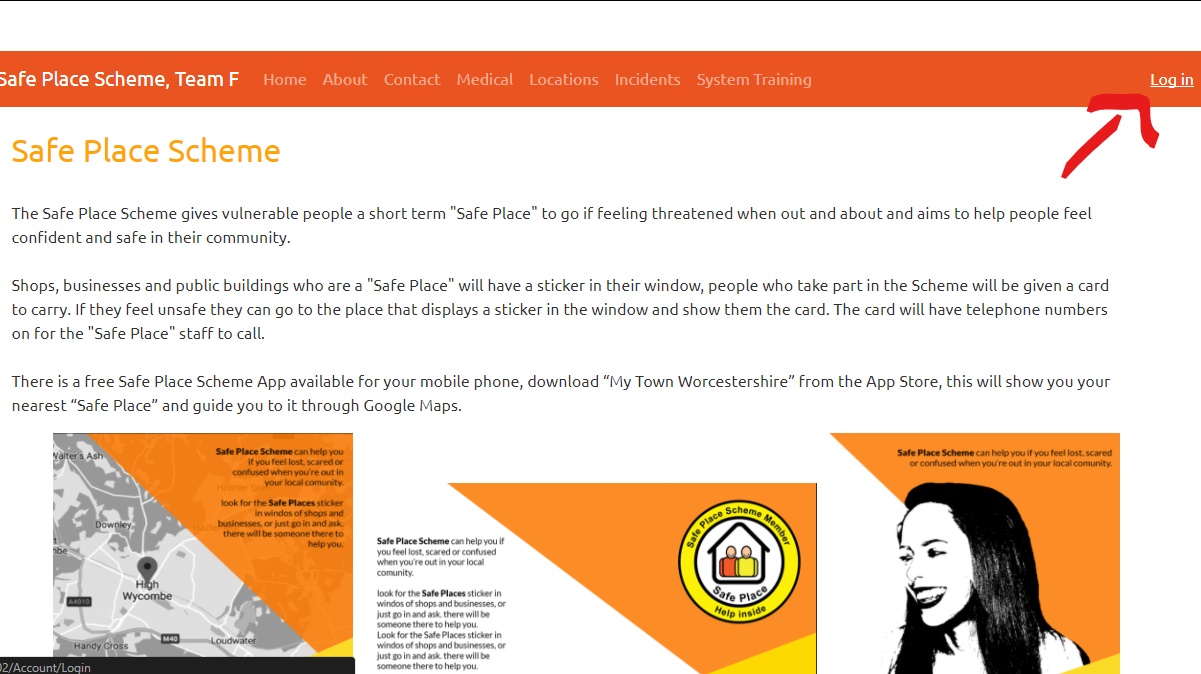 Safe Place Scheme, Team F Home About Contact Medical Locations Incidents System Training Log in
Safe Place Scheme
The Safe Place Scheme gives vulnerable people a short term "Safe Place" to go if feeling threatened when out and about and aims to help people feel
confident and safe in their community.
Shops, businesses and public buildings who are a "Safe Place" will have a sticker in their window, people who take part in the Scheme will be given a card
to carry. If they feel unsafe they can go to the place that displays a sticker in the window and show them the card. The card will have telephone numbers
on for the "Safe Place" staff to call.
There is a free Safe Place Scheme App available for your mobile phone, download “My Town Worcestershire” from the App Store, this will show you your
nearest “Safe Place” and guide you to it through Google Maps.
Safe Place Scheme can help you
if you feel lost, scared or
confused when you're out in
your local comunity.
look for the Safe Places sticker
in windos of shops and
businesses, or just go in and ask.
there will be someone there to
help you.
Walter's Ash
Downley
High
Wycombe
A4010
M40
Handy Cross
Loudwater
Safe Place Scheme can help you if
you feel lost, scared or confused
when you're out in your local
comunity.
look for the Safe Places sticker in
windos of shops and businesses, or
just go in and ask. there will be
someone there to help you.
Look for the Safe Places sticker in
windos of shops and businesses, or
just go in and ask. there will be
someone there to help you.
Safe Place Scheme Member
Safe Place
Help inside
Safe Place Scheme can help you if you feel lost, scared
or confused when you're out in your local comunity.
02/Account/Login